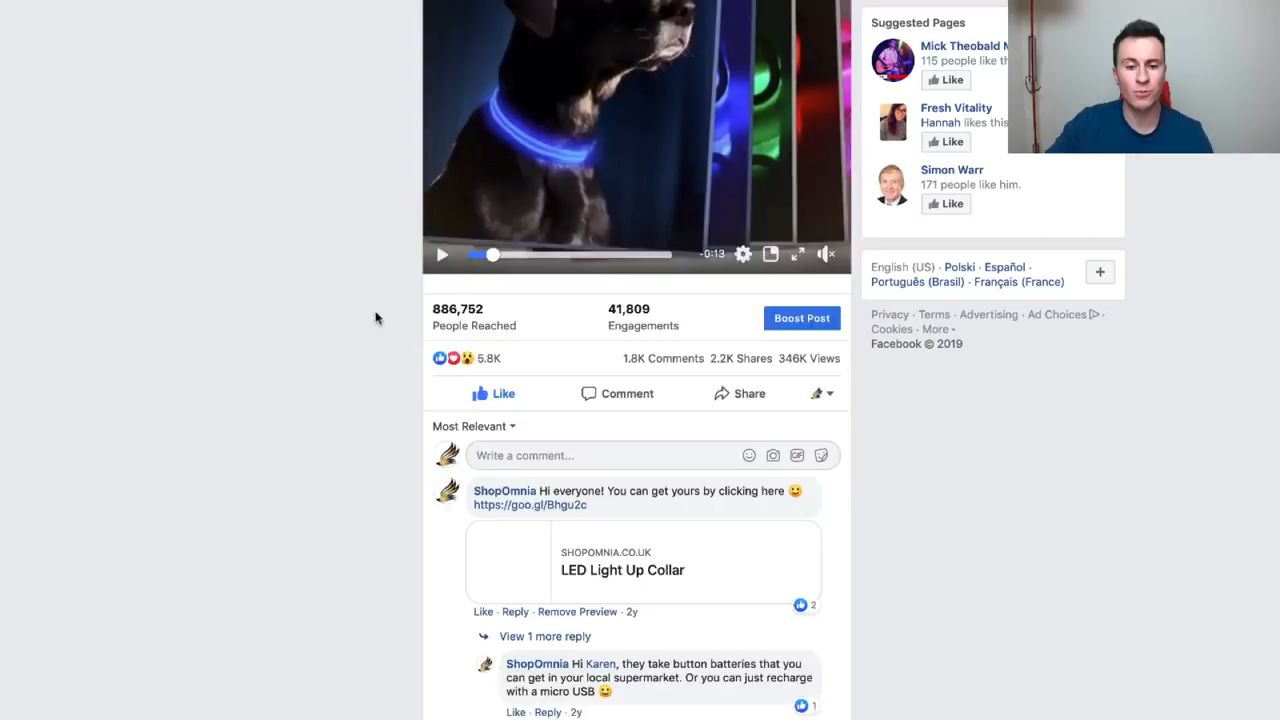 Suggested Pages
Mick Theobald M
115 people like th
Like
Fresh Vitality
Hannah likes this
Like
Simon Warr
171 people like him.
Like
-0:13
English (US) · Polski · Español ·
Português (Brasil) · Français (France)
+
Privacy · Terms · Advertising · Ad Choices ·
Cookies · More
Facebook © 2019
886,752
People Reached
41,809
Engagements
Boost Post
5.8K
1.8K Comments 2.2K Shares 346K Views
Like Comment Share
Most Relevant
Write a comment...
GIF
ShopOmnia Hi everyone! You can get yours by clicking here
https://goo.gl/Bhgu2c
SHOPOMNIA.CO.UK
LED Light Up Collar
2
Like · Reply · Remove Preview · 2y
View 1 more reply
ShopOmnia Hi Karen, they take button batteries that you
can get in your local supermarket. Or you can just recharge
with a micro USB
1
Like · Reply · 2y